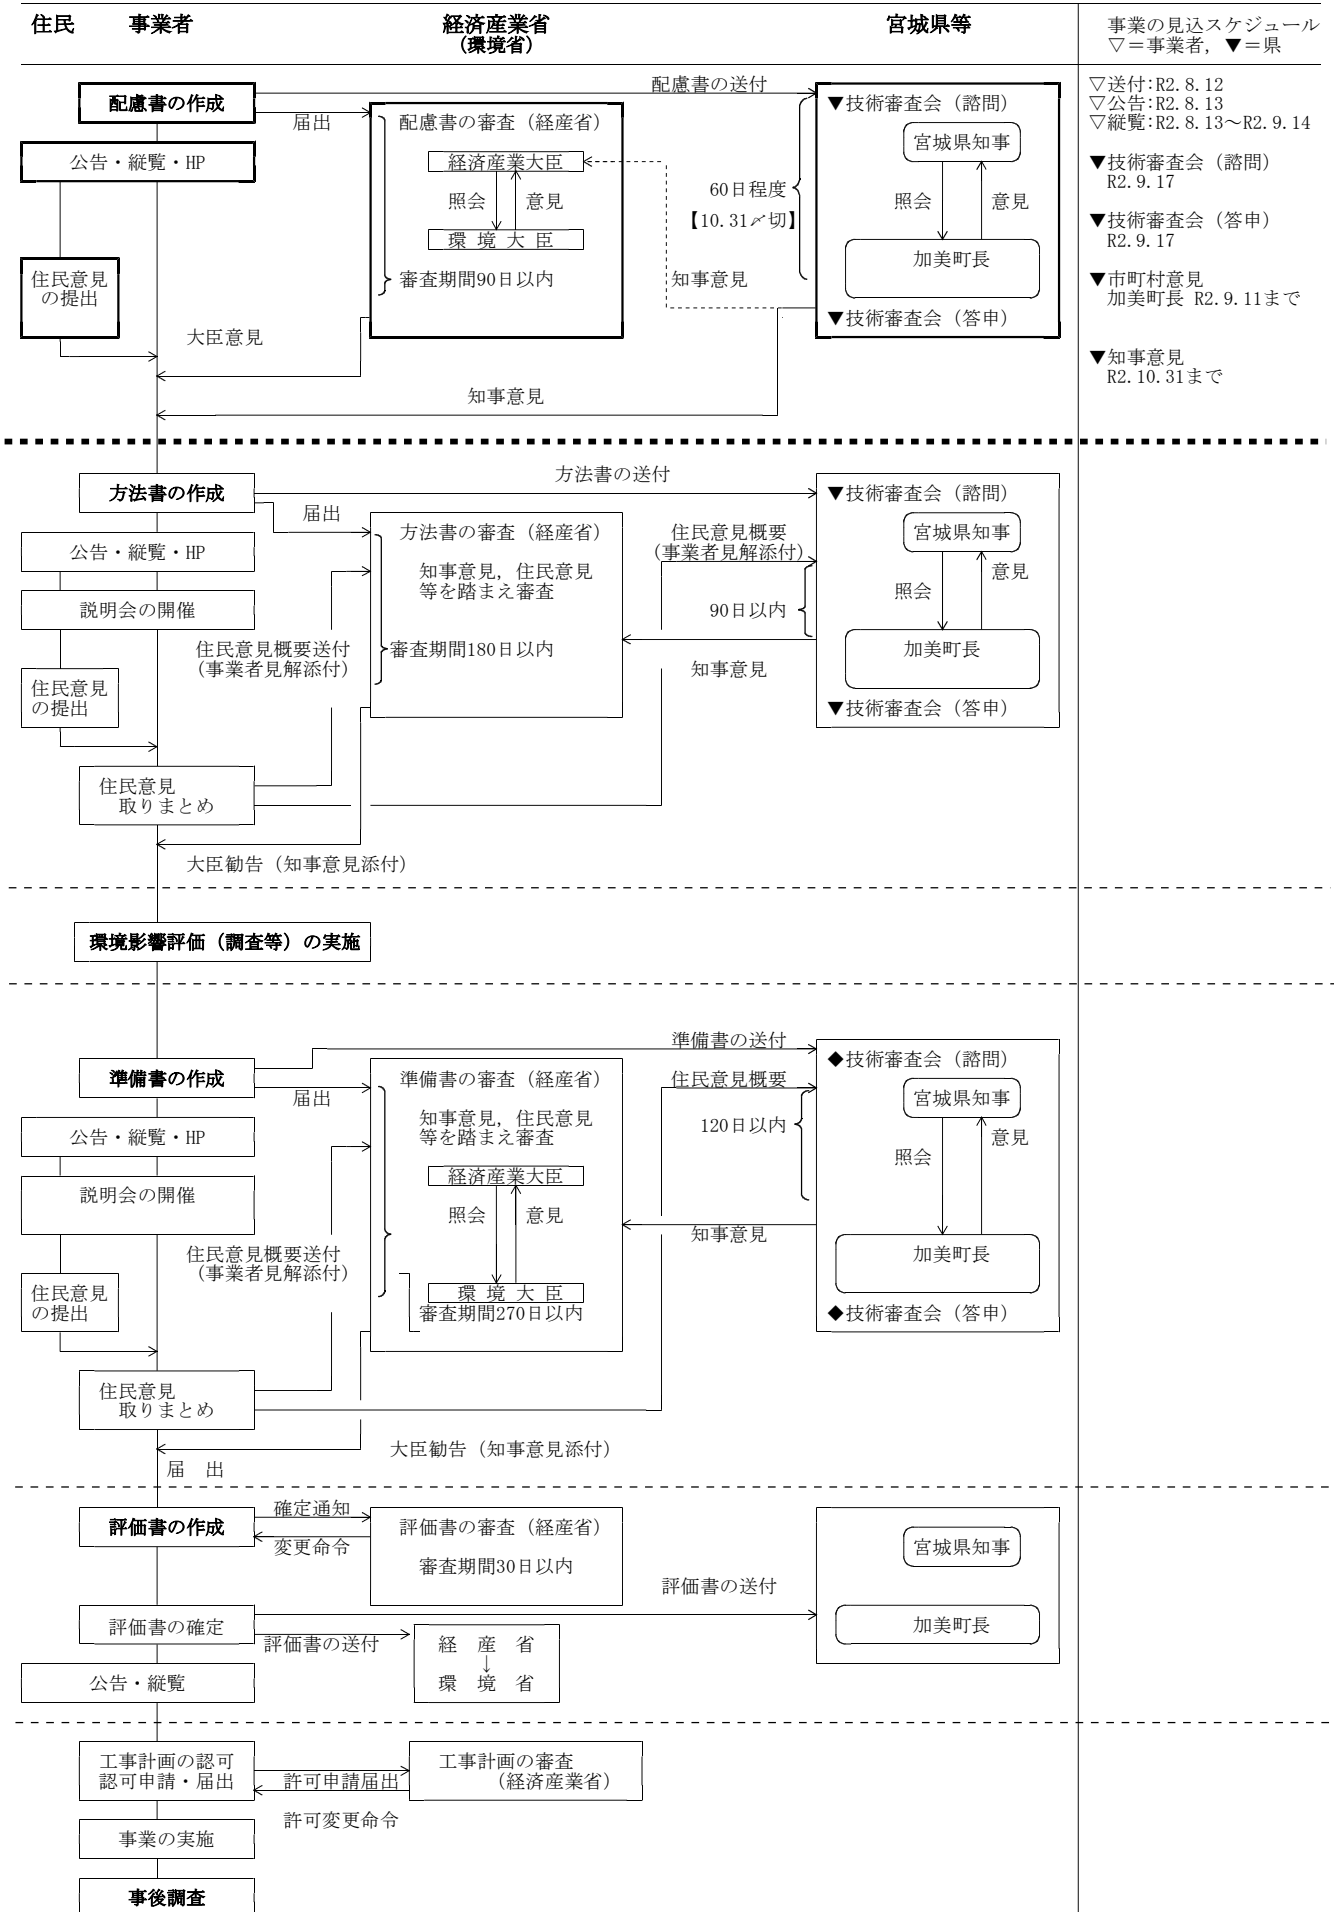 住民
事業者
経済産業省
（環境省）
宮城県等
事業の見込スケジュール
▽＝事業者，▼＝県
配慮書の作成
届出
配慮書の送付
公告・縦覧・HP
住民意見
の提出
配慮書の審査（経産省）
経済産業大臣
照会
意見
環 境 大 臣
審査期間90日以内
大臣意見
知事意見
知事意見
60日程度
【10.31〆切】
▼技術審査会（諮問）
宮城県知事
照会
意見
加美町長
▼技術審査会（答申）
▽送付:R2.8.12
▽公告:R2.8.13
▽縦覧:R2.8.13～R2.9.14
▼技術審査会（諮問）
R2.9.17
▼技術審査会（答申）
R2.9.17
▼市町村意見
加美町長 R2.9.11まで
▼知事意見
R2.10.31まで
方法書の作成
届出
方法書の送付
公告・縦覧・HP
説明会の開催
住民意見
の提出
住民意見概要送付
（事業者見解添付）
方法書の審査（経産省）
知事意見，住民意見
等を踏まえ審査
審査期間180日以内
住民意見概要
（事業者見解添付）
90日以内
知事意見
▼技術審査会（諮問）
宮城県知事
照会
意見
加美町長
▼技術審査会（答申）
住民意見
取りまとめ
大臣勧告（知事意見添付）
環境影響評価（調査等）の実施
準備書の作成
届出
準備書の送付
公告・縦覧・HP
説明会の開催
住民意見
の提出
住民意見概要送付
（事業者見解添付）
準備書の審査（経産省）
知事意見，住民意見
等を踏まえ審査
経済産業大臣
照会
意見
環 境 大 臣
審査期間270日以内
住民意見概要
120日以内
知事意見
◆技術審査会（諮問）
宮城県知事
照会
意見
加美町長
◆技術審査会（答申）
住民意見
取りまとめ
大臣勧告（知事意見添付）
届　出
評価書の作成
確定通知
変更命令
評価書の審査（経産省）
審査期間30日以内
評価書の送付
宮城県知事
加美町長
評価書の確定
評価書の送付
経　産　省
↓
環　境　省
公告・縦覧
工事計画の認可
認可申請・届出
許可申請届出
許可変更命令
工事計画の審査
（経済産業省）
事業の実施
事後調査